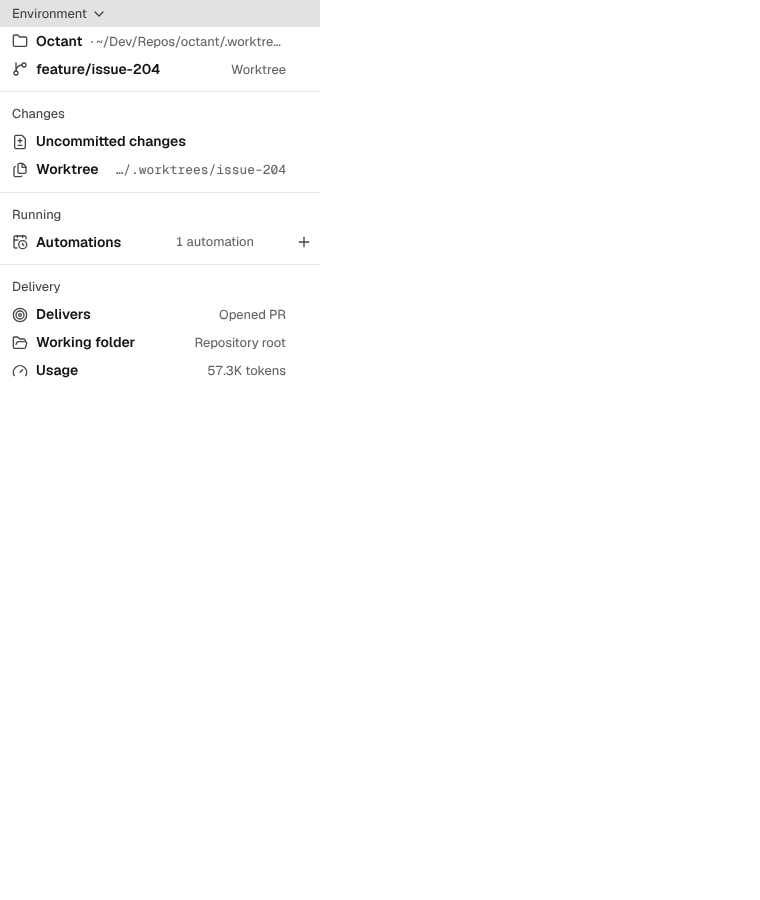 Environment
Octant · ~/Dev/Repos/octant/.worktre…
feature/issue-204 Worktree
Changes
Uncommitted changes
Worktree …/.worktrees/issue-204
Running
Automations 1 automation
Delivery
Delivers Opened PR
Working folder Repository root
Usage 57.3K tokens